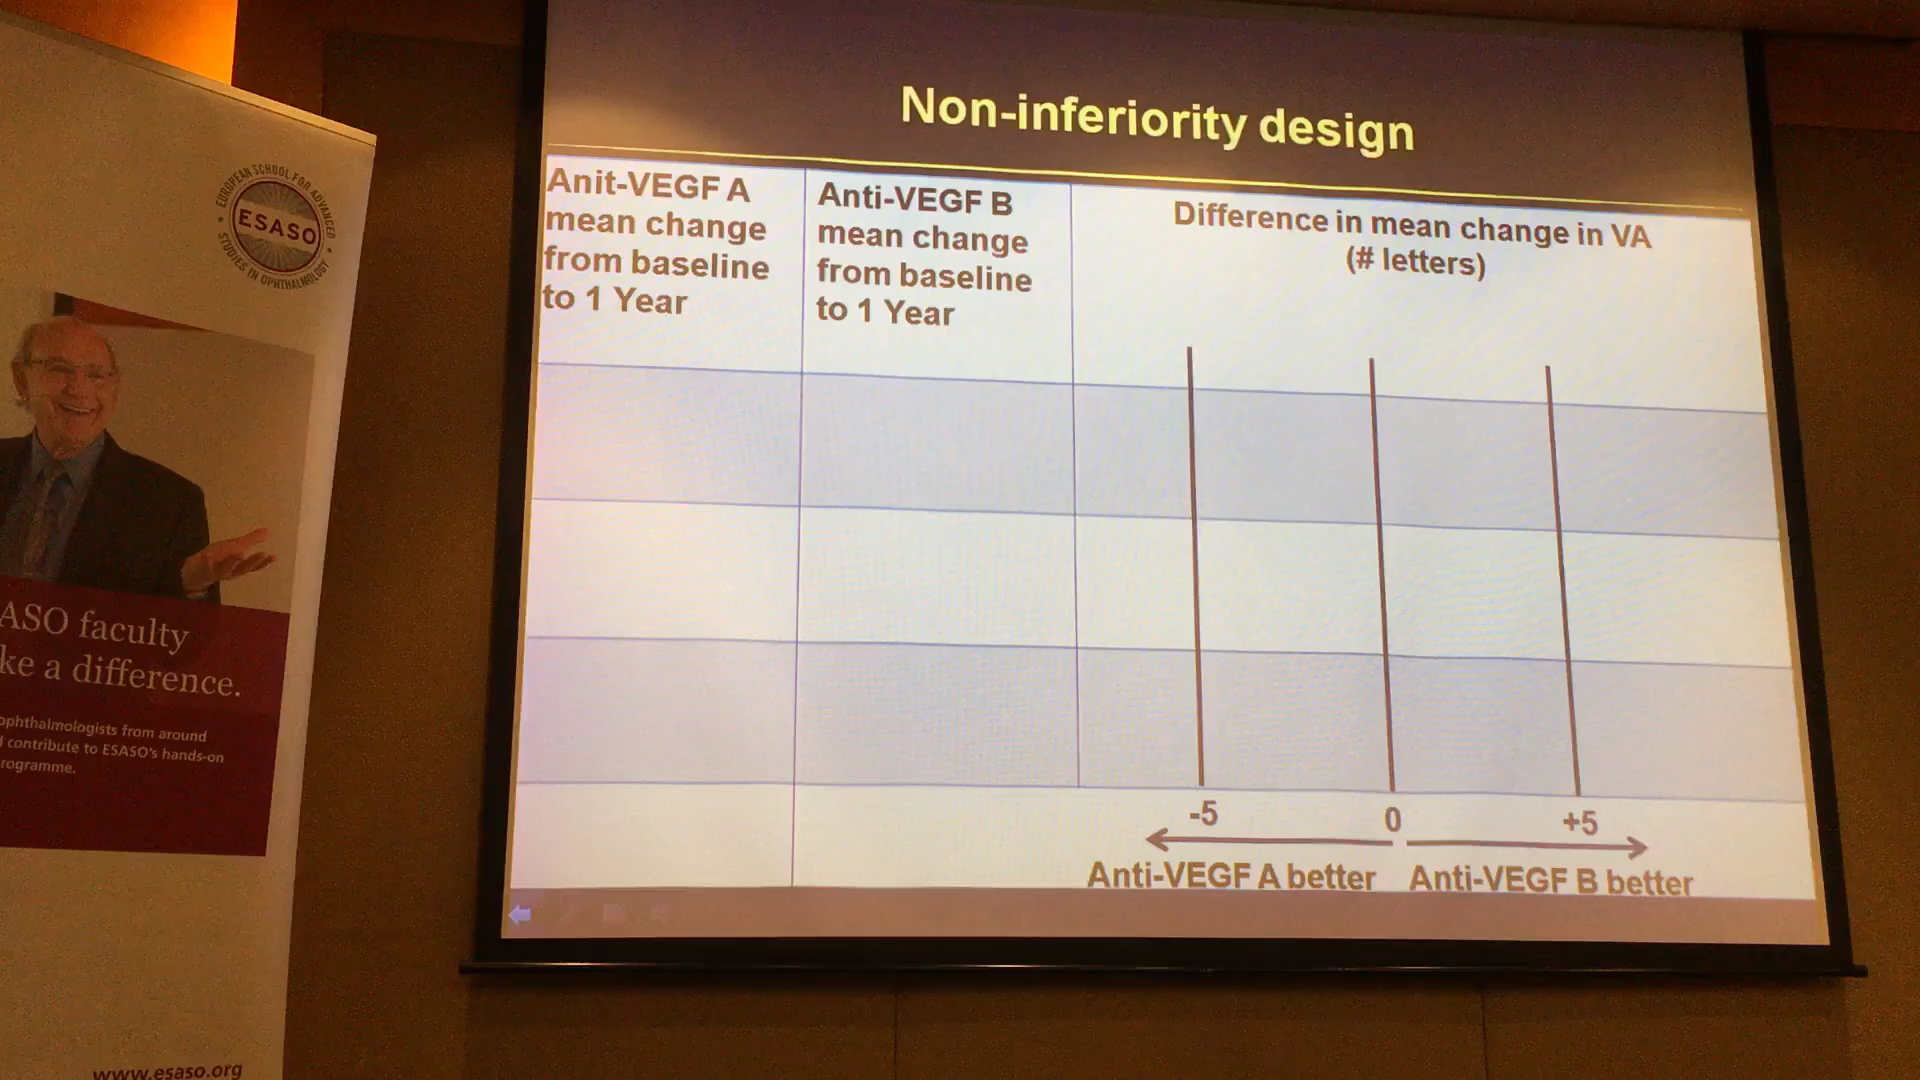 EUROPEAN SCHOOL FOR ADVANCED
STUDIES IN OPHTHALMOLOGY
ESASO
ASO faculty
ke a difference.
ophthalmologists from around
contribute to ESASO's hands-on
rogramme.
www.esaso.org
Non-inferiority design
Anit-VEGF A
mean change
from baseline
to 1 Year
Anti-VEGF B
mean change
from baseline
to 1 Year
Difference in mean change in VA
(# letters)
-5
0
+5
Anti-VEGF A better
Anti-VEGF B better